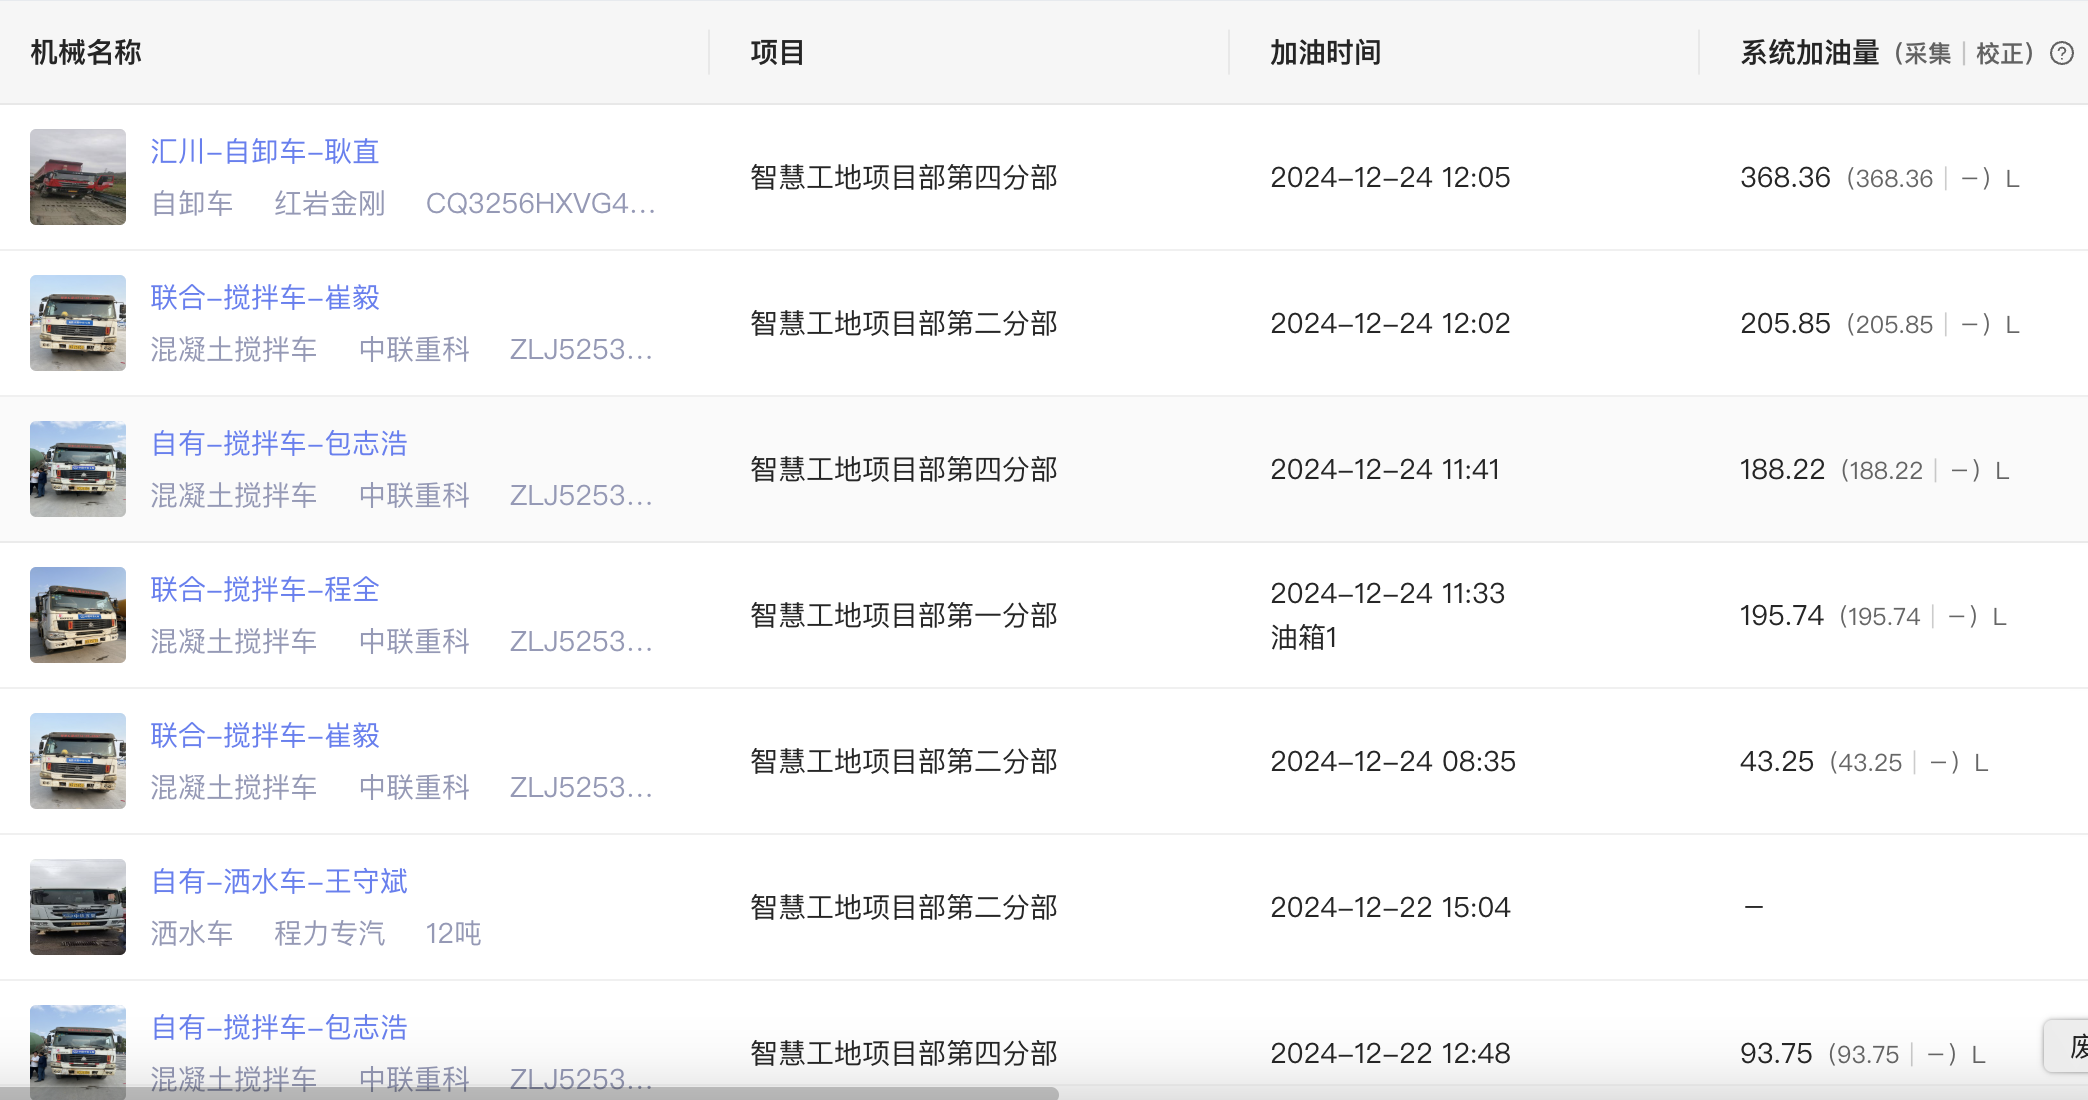 机械名称 项目 加油时间 系统加油量（采集｜校正）?
汇川-自卸车-耿直
自卸车 红岩金刚 CQ3256HXVG4...
智慧工地项目部第四分部 2024-12-24 12:05 368.36（368.36｜-）L
联合-搅拌车-崔毅
混凝土搅拌车 中联重科 ZLJ5253...
智慧工地项目部第二分部 2024-12-24 12:02 205.85（205.85｜-）L
自有-搅拌车-包志浩
混凝土搅拌车 中联重科 ZLJ5253...
智慧工地项目部第四分部 2024-12-24 11:41 188.22（188.22｜-）L
联合-搅拌车-程全
混凝土搅拌车 中联重科 ZLJ5253...
智慧工地项目部第一分部 2024-12-24 11:33 195.74（195.74｜-）L
油箱1
联合-搅拌车-崔毅
混凝土搅拌车 中联重科 ZLJ5253...
智慧工地项目部第二分部 2024-12-24 08:35 43.25（43.25｜-）L
自有-洒水车-王守斌
洒水车 程力专汽 12吨
智慧工地项目部第二分部 2024-12-22 15:04 -
自有-搅拌车-包志浩
混凝土搅拌车 中联重科 ZLJ5253...
智慧工地项目部第四分部 2024-12-22 12:48 93.75（93.75｜-）L